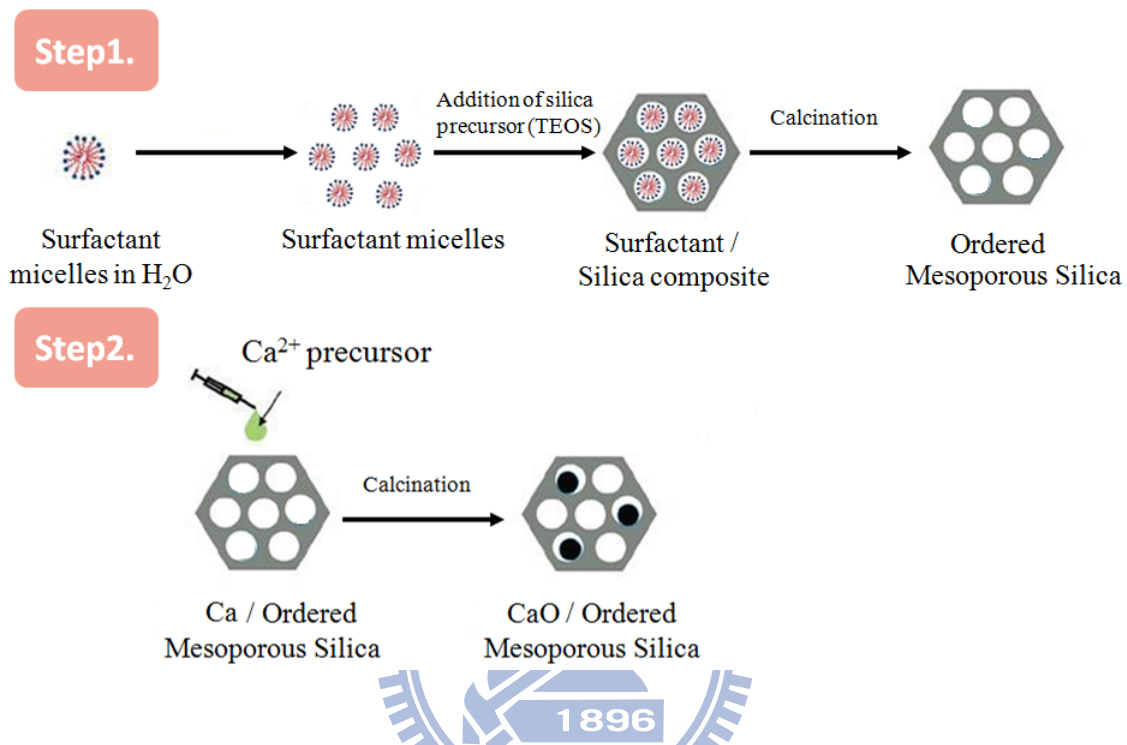 Step1.
Addition of silica
precursor (TEOS)
Calcination
Surfactant
micelles in H₂O
Surfactant micelles
Surfactant /
Silica composite
Ordered
Mesoporous Silica
Step2.
Ca²⁺ precursor
Calcination
Ca / Ordered
Mesoporous Silica
CaO / Ordered
Mesoporous Silica
1896